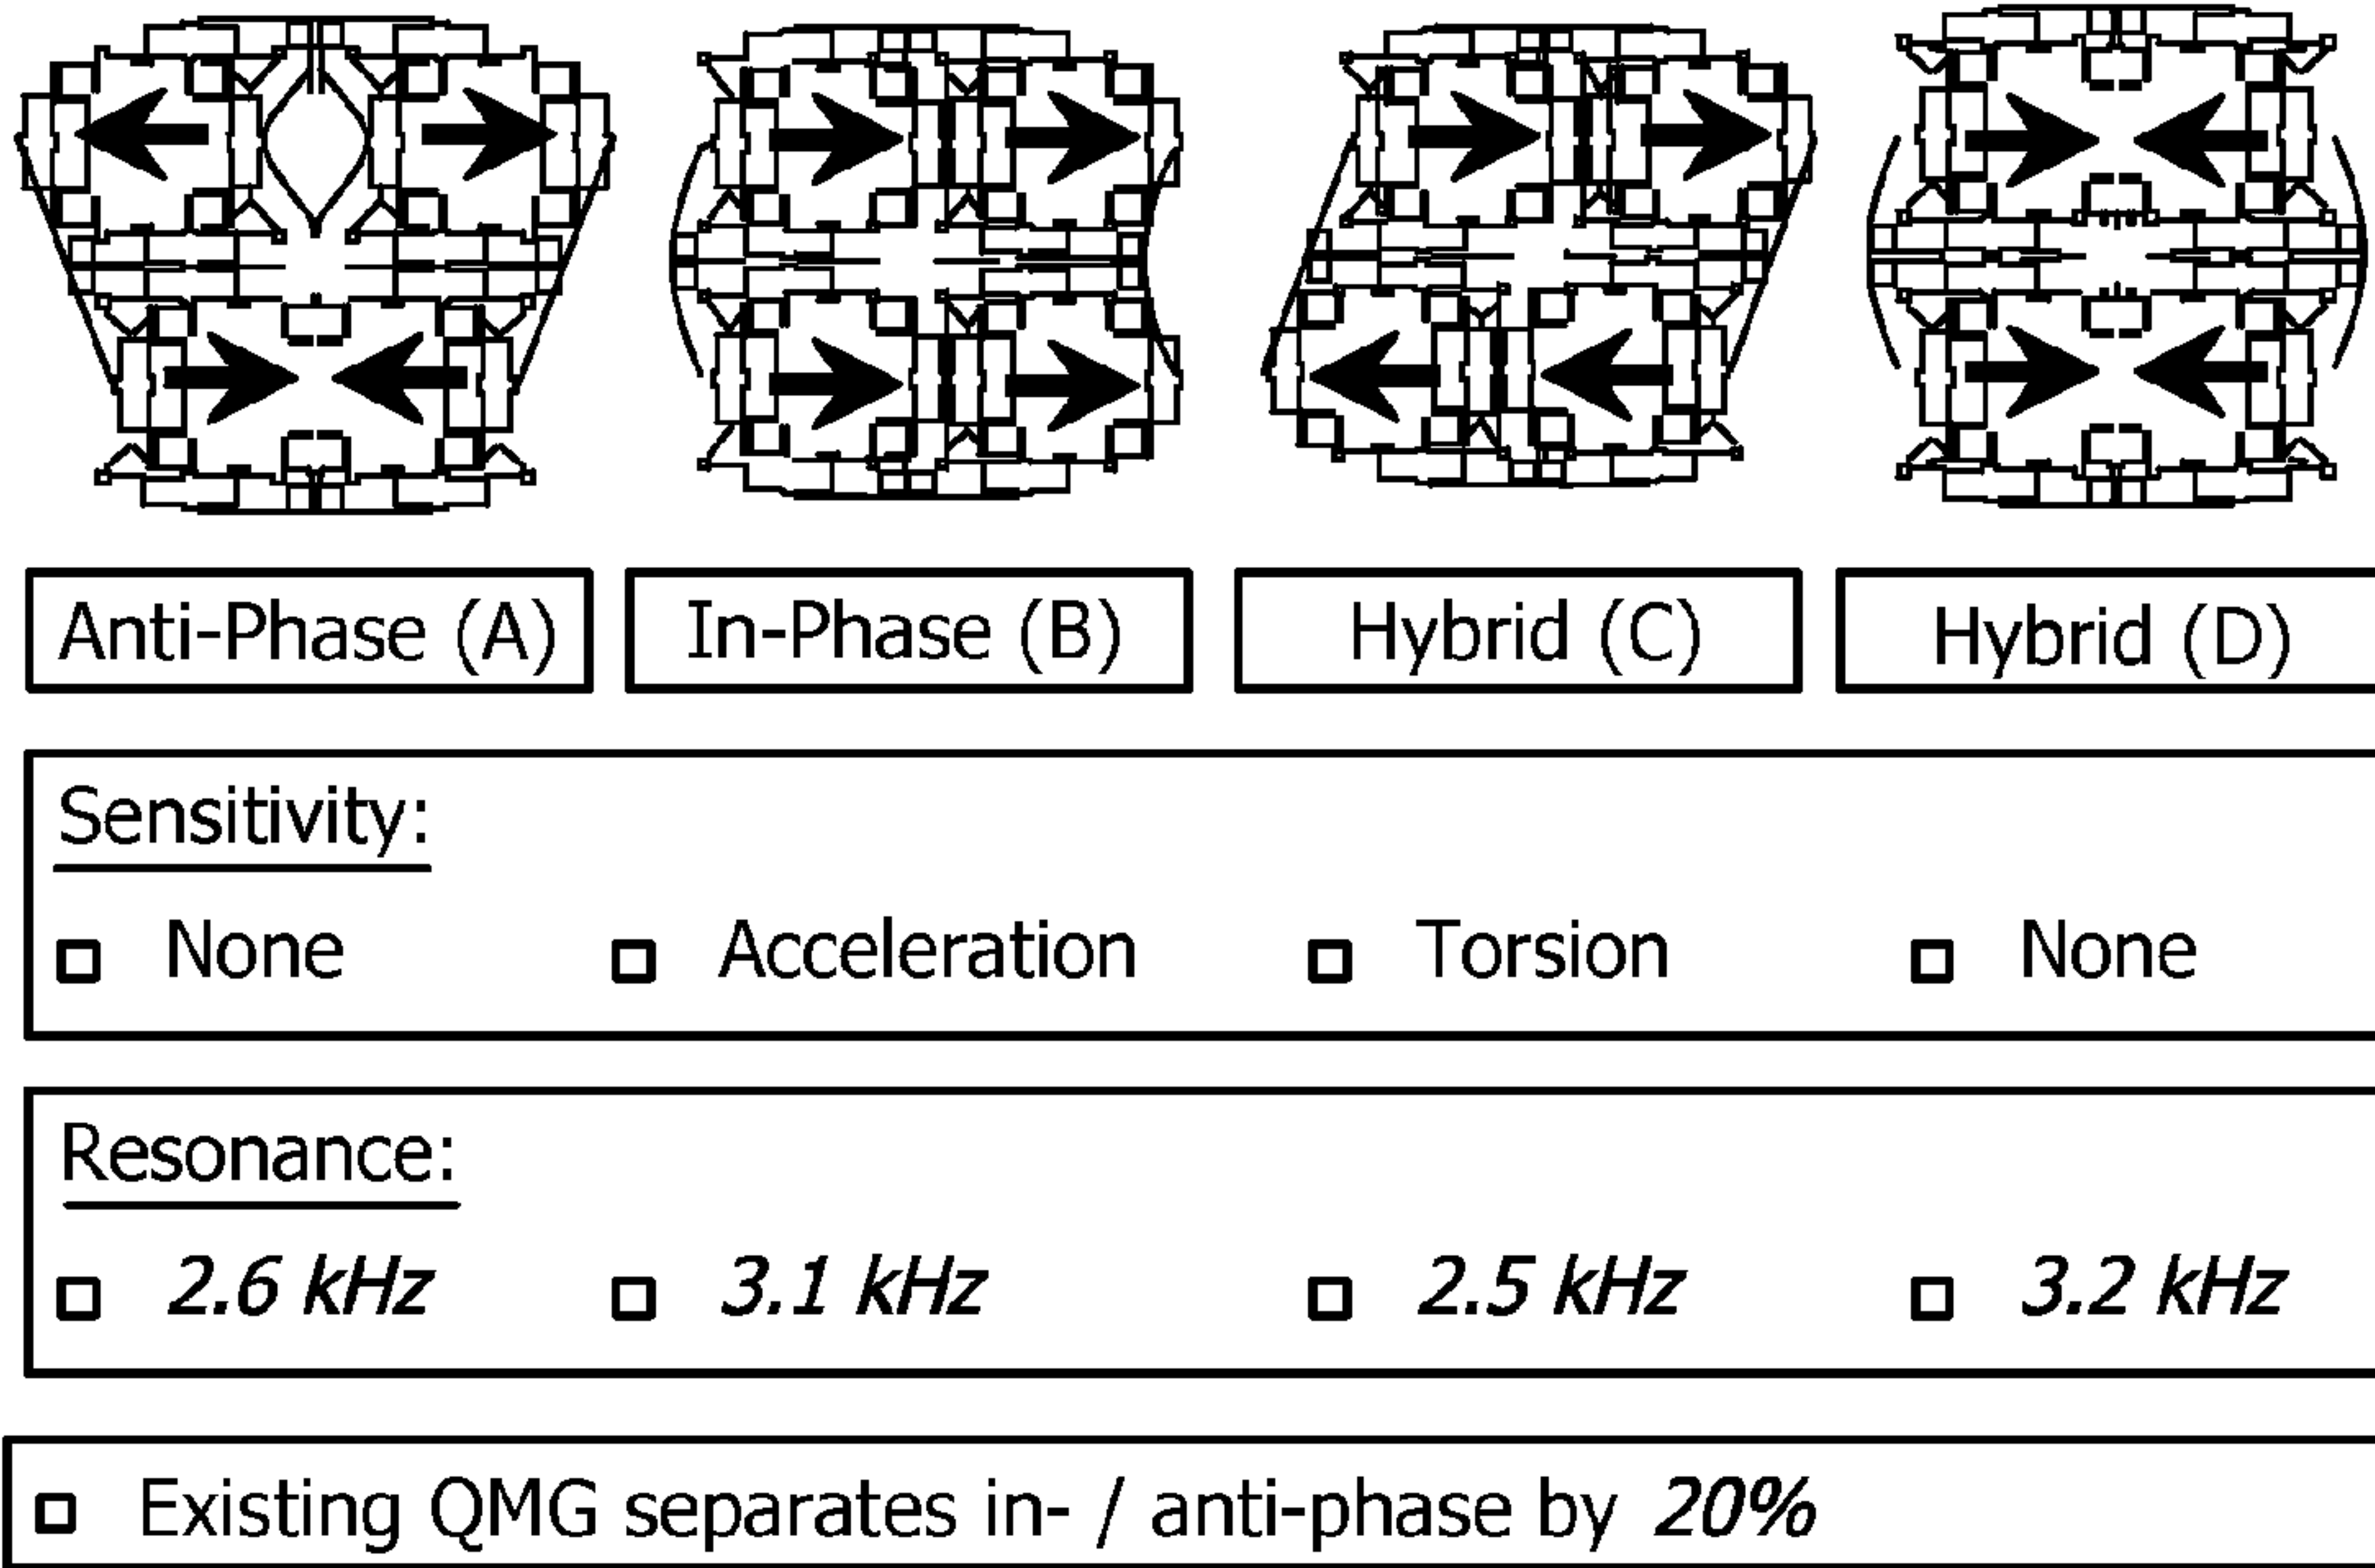 Anti-Phase (A) In-Phase (B) Hybrid (C) Hybrid (D)
Sensitivity:
None Acceleration Torsion None
Resonance:
2.6 kHz 3.1 kHz 2.5 kHz 3.2 kHz
Existing QMG separates in- / anti-phase by 20%